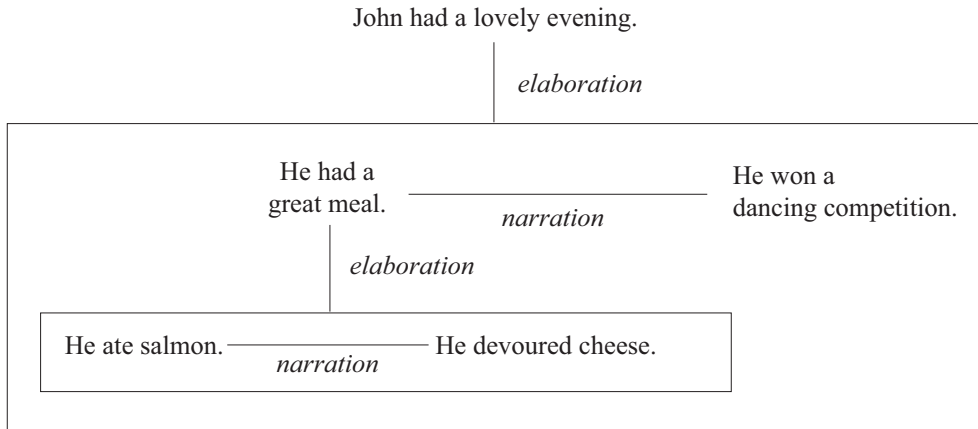 John had a lovely evening.
elaboration
He had a
great meal.
narration
He won a
dancing competition.
elaboration
He ate salmon.
narration
He devoured cheese.